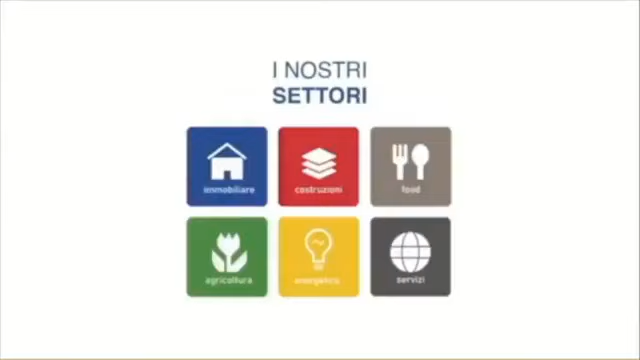 I NOSTRI
SETTORI
immobiliare
costruzioni
food
agricoltura
energetico
servizi